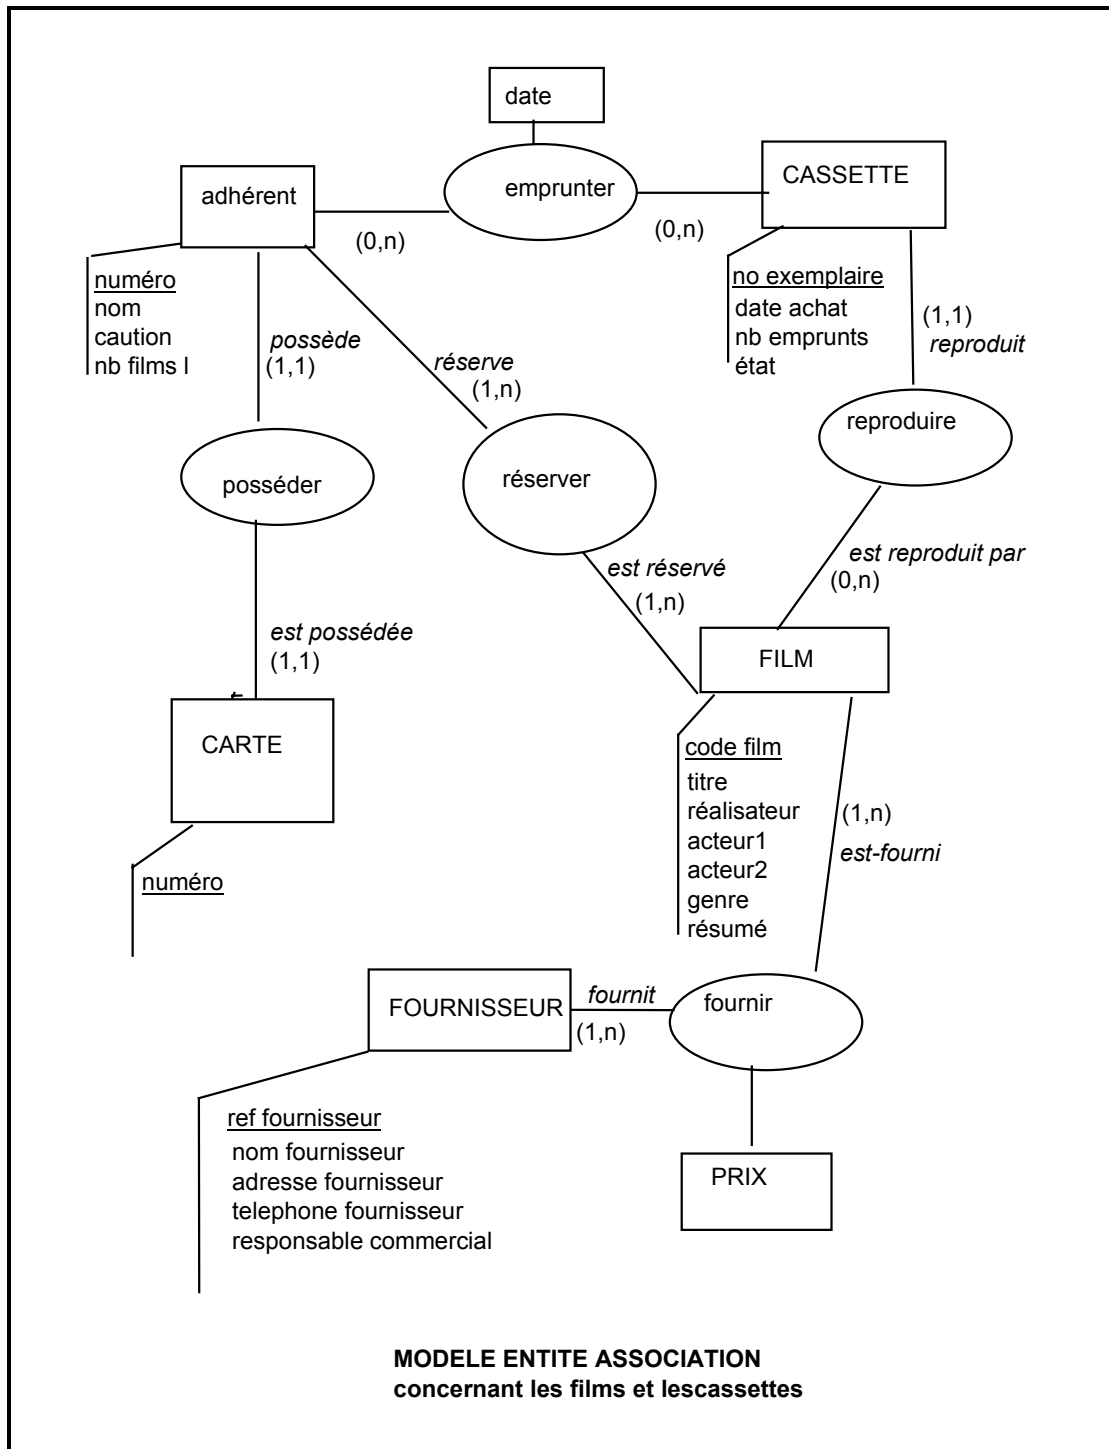 date
emprunter
CASSETTE
adhérent
(0,n)
(0,n)
numéro
nom
caution
nb films l
no exemplaire
date achat
nb emprunts
état
possède
(1,1)
réserve
(1,n)
(1,1)
reproduit
reproduire
posséder
réserver
est réservé
(1,n)
est reproduit par
(0,n)
est possédée
(1,1)
FILM
CARTE
numéro
code film
titre
réalisateur
acteur1
acteur2
genre
résumé
(1,n)
est-fourni
FOURNISSEUR
fournit
(1,n)
fournir
ref fournisseur
nom fournisseur
adresse fournisseur
telephone fournisseur
responsable commercial
PRIX
MODELE ENTITE ASSOCIATION
concernant les films et lescassettes